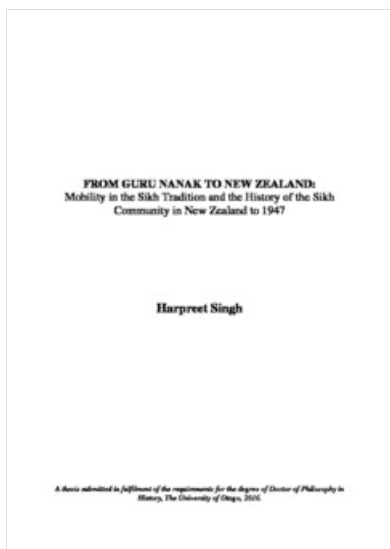 FROM GURU NANAK TO NEW ZEALAND:
Mobility in the Sikh Tradition and the History of the Sikh
Community in New Zealand to 1947
Harpreet Singh
A thesis submitted in fulfilment of the requirements for the degree of Doctor of Philosophy in
History, The University of Otago, 2016.